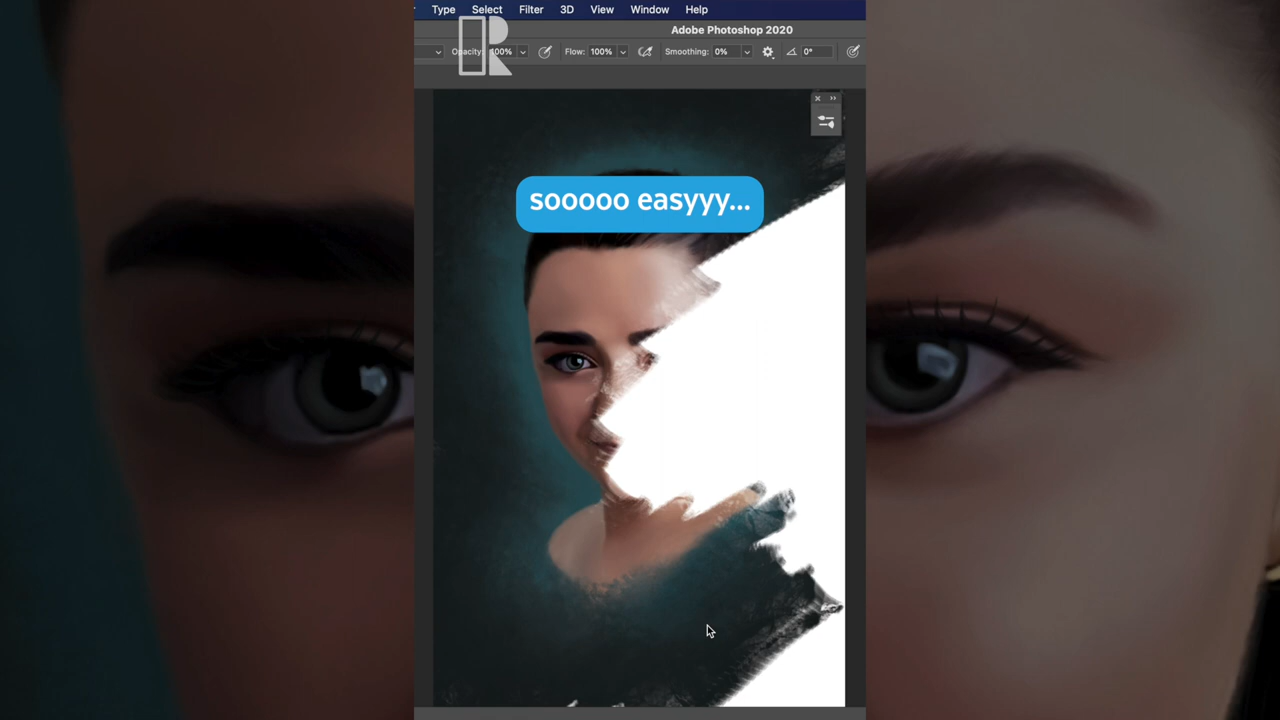 Type Select Filter 3D View Window Help
Adobe Photoshop 2020
Opacity: 100% Flow: 100% Smoothing: 0% 0°
sooooo easyyy...